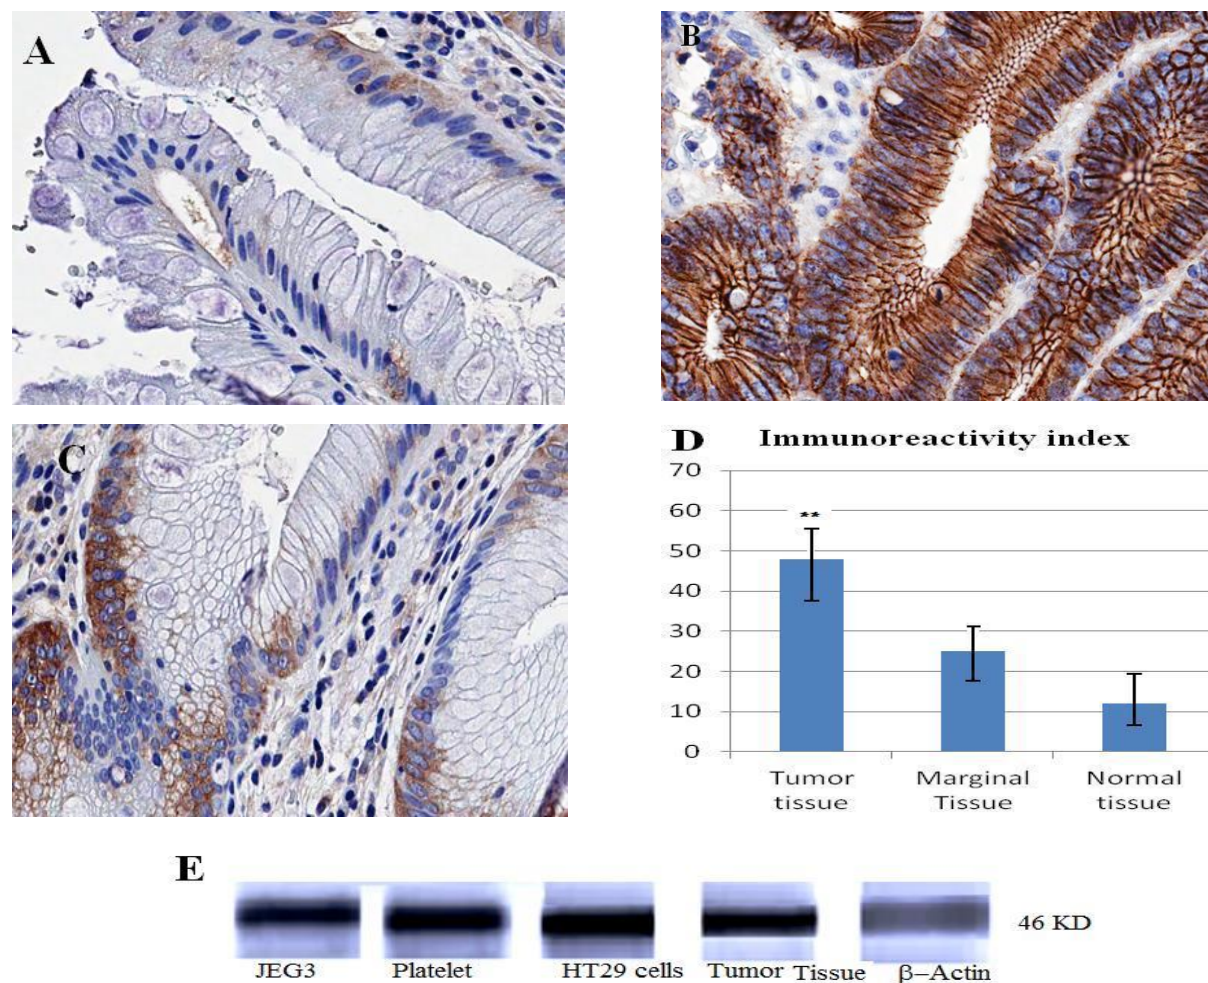 A
B
C
D Immunoreactivity index
70
60
50
40
30
20
10
0
**
Tumor
tissue
Marginal
Tissue
Normal
tissue
E
46 KD
JEG3 Platelet HT29 cells Tumor Tissue β–Actin